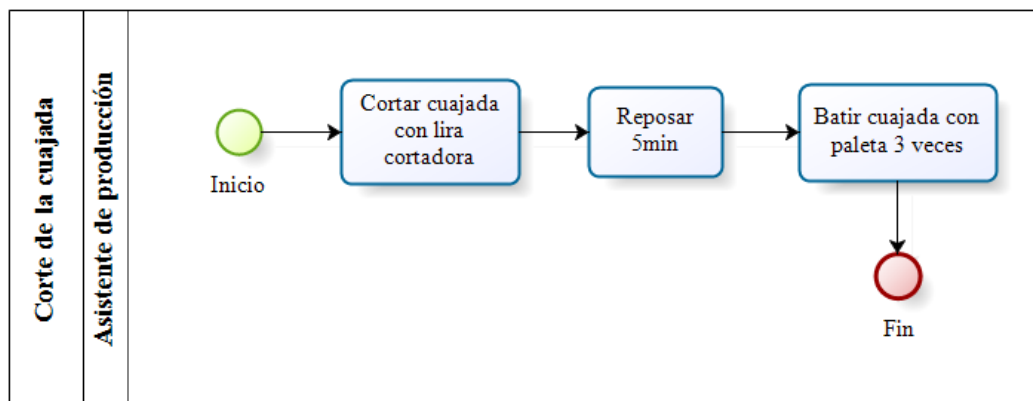 Corte de la cuajada
Asistente de producción
Inicio
Cortar cuajada
con lira
cortadora
Reposar
5min
Batir cuajada con
paleta 3 veces
Fin